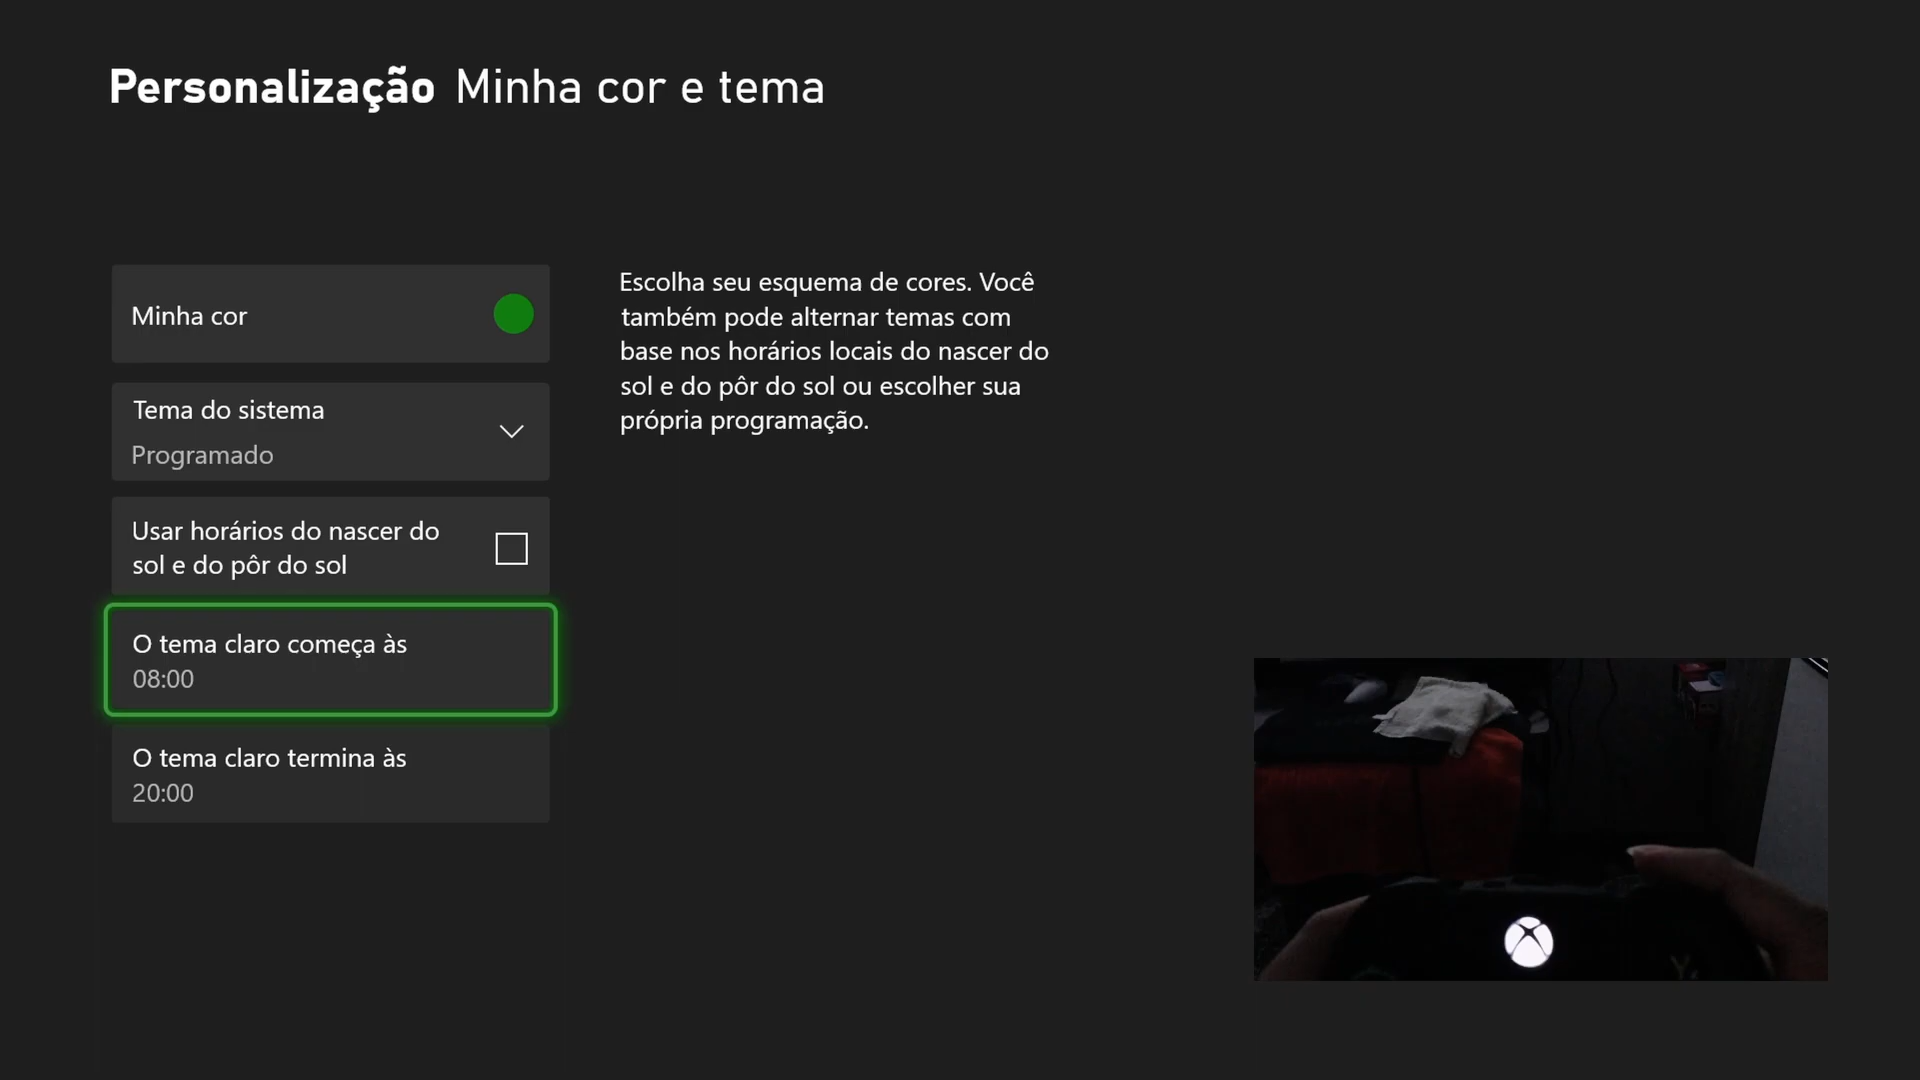 Personalização Minha cor e tema
Minha cor
Tema do sistema
Programado
Usar horários do nascer do
sol e do pôr do sol
O tema claro começa às
08:00
O tema claro termina às
20:00
Escolha seu esquema de cores. Você
também pode alternar temas com
base nos horários locais do nascer do
sol e do pôr do sol ou escolher sua
própria programação.
Y